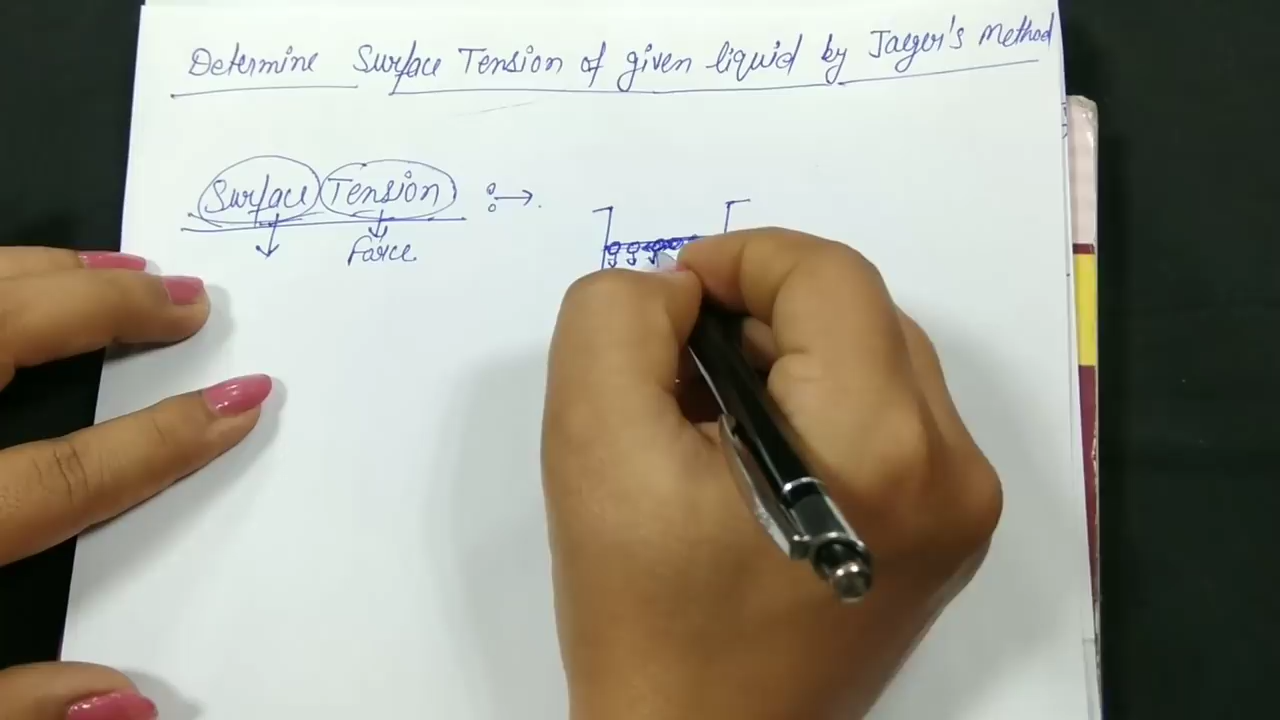 Determine Surface Tension of given liquid by Jaeger's Method
Surface Tension :→.
Force